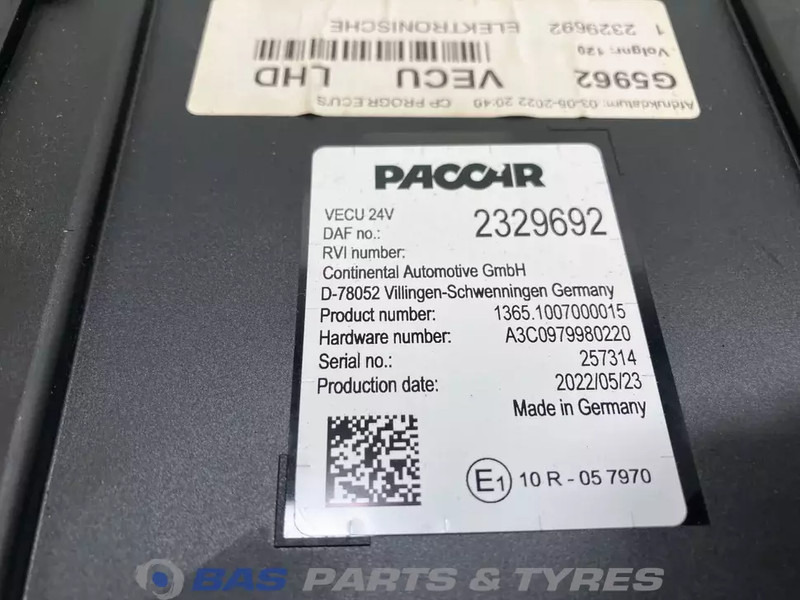 1 2329692 ELEKTRONISCHE
Volgnr: 120
G5962 VECU LHD
Afdrukdatum: 03-06-2022 20:40 CP PROGRECUS
PACCAR
VECU 24V
DAF no.: 2329692
RVI number:
Continental Automotive GmbH
D-78052 Villingen-Schwenningen Germany
Product number: 1365.1007000015
Hardware number: A3C0979980220
Serial no.: 257314
Production date: 2022/05/23
Made in Germany
E1 10 R - 05 7970
BAS PARTS & TYRES